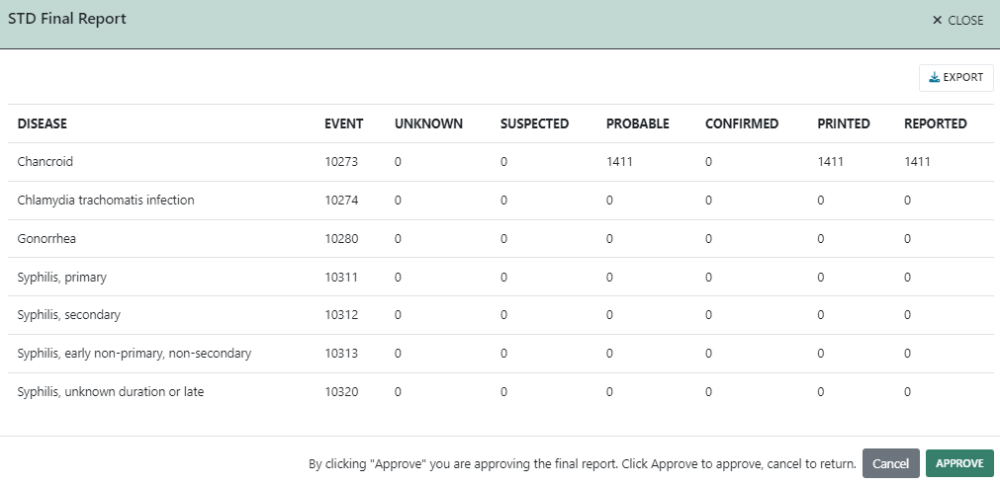 STD Final Report
× CLOSE
EXPORT
DISEASE EVENT UNKNOWN SUSPECTED PROBABLE CONFIRMED PRINTED REPORTED
Chancroid 10273 0 0 1411 0 1411 1411
Chlamydia trachomatis infection 10274 0 0 0 0 0 0
Gonorrhea 10280 0 0 0 0 0 0
Syphilis, primary 10311 0 0 0 0 0 0
Syphilis, secondary 10312 0 0 0 0 0 0
Syphilis, early non-primary, non-secondary 10313 0 0 0 0 0 0
Syphilis, unknown duration or late 10320 0 0 0 0 0 0
By clicking "Approve" you are approving the final report. Click Approve to approve, cancel to return. Cancel APPROVE